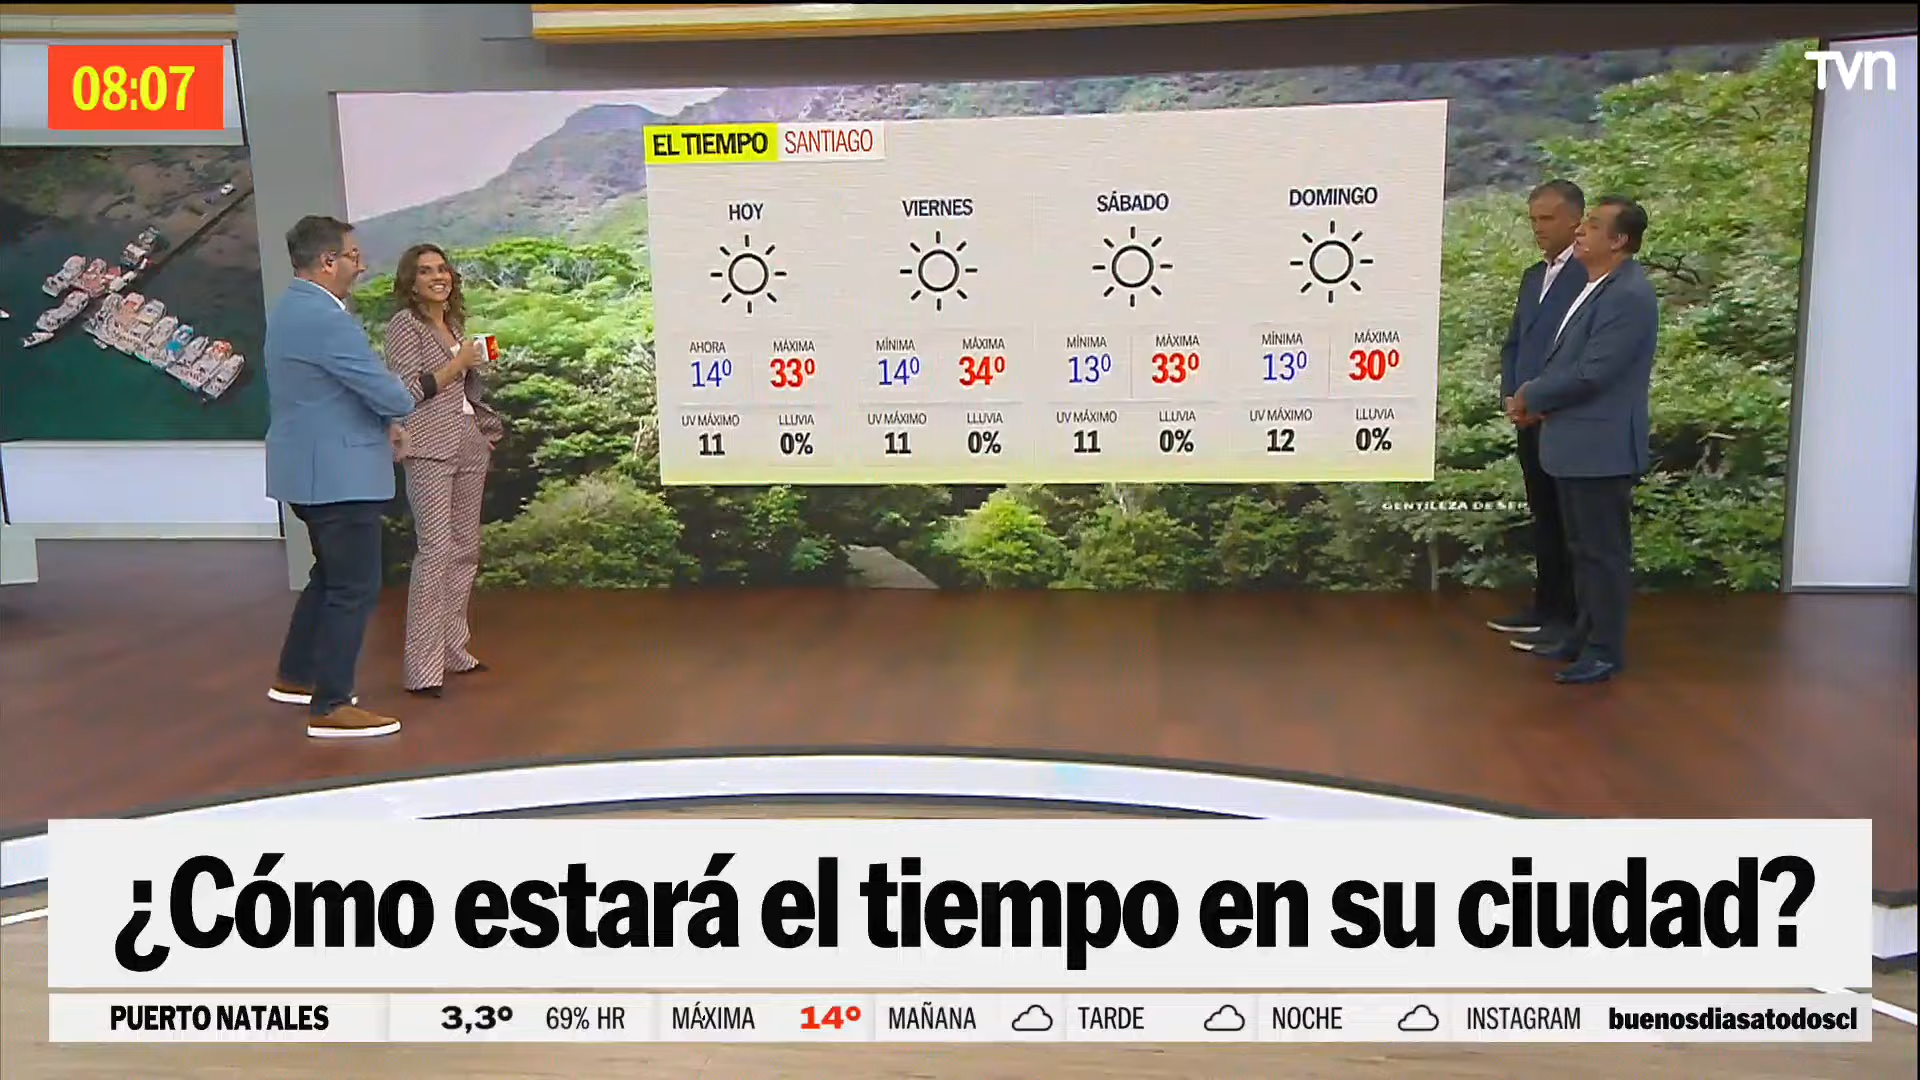 08:07
TVN
EL TIEMPO SANTIAGO
HOY
AHORA MÁXIMA
14º 33º
UV MÁXIMO LLUVIA
11 0%
VIERNES
MÍNIMA MÁXIMA
14º 34º
UV MÁXIMO LLUVIA
11 0%
SÁBADO
MÍNIMA MÁXIMA
13º 33º
UV MÁXIMO LLUVIA
11 0%
DOMINGO
MÍNIMA MÁXIMA
13º 30º
UV MÁXIMO LLUVIA
12 0%
GENTILEZA DE
¿Cómo estará el tiempo en su ciudad?
PUERTO NATALES 3,3º 69% HR MÁXIMA 14º MAÑANA TARDE NOCHE INSTAGRAM buenosdiasatodoscl